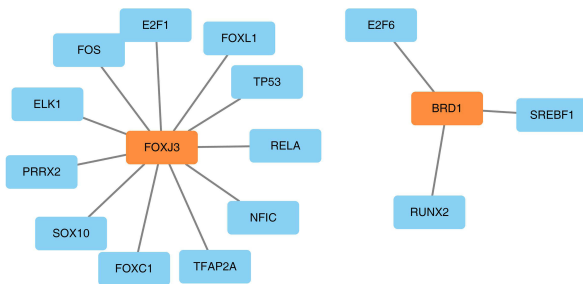 E2F1
FOXL1
FOS
TP53
ELK1
FOXJ3
RELA
PRRX2
NFIC
SOX10
FOXC1
TFAP2A
E2F6
BRD1
SREBF1
RUNX2